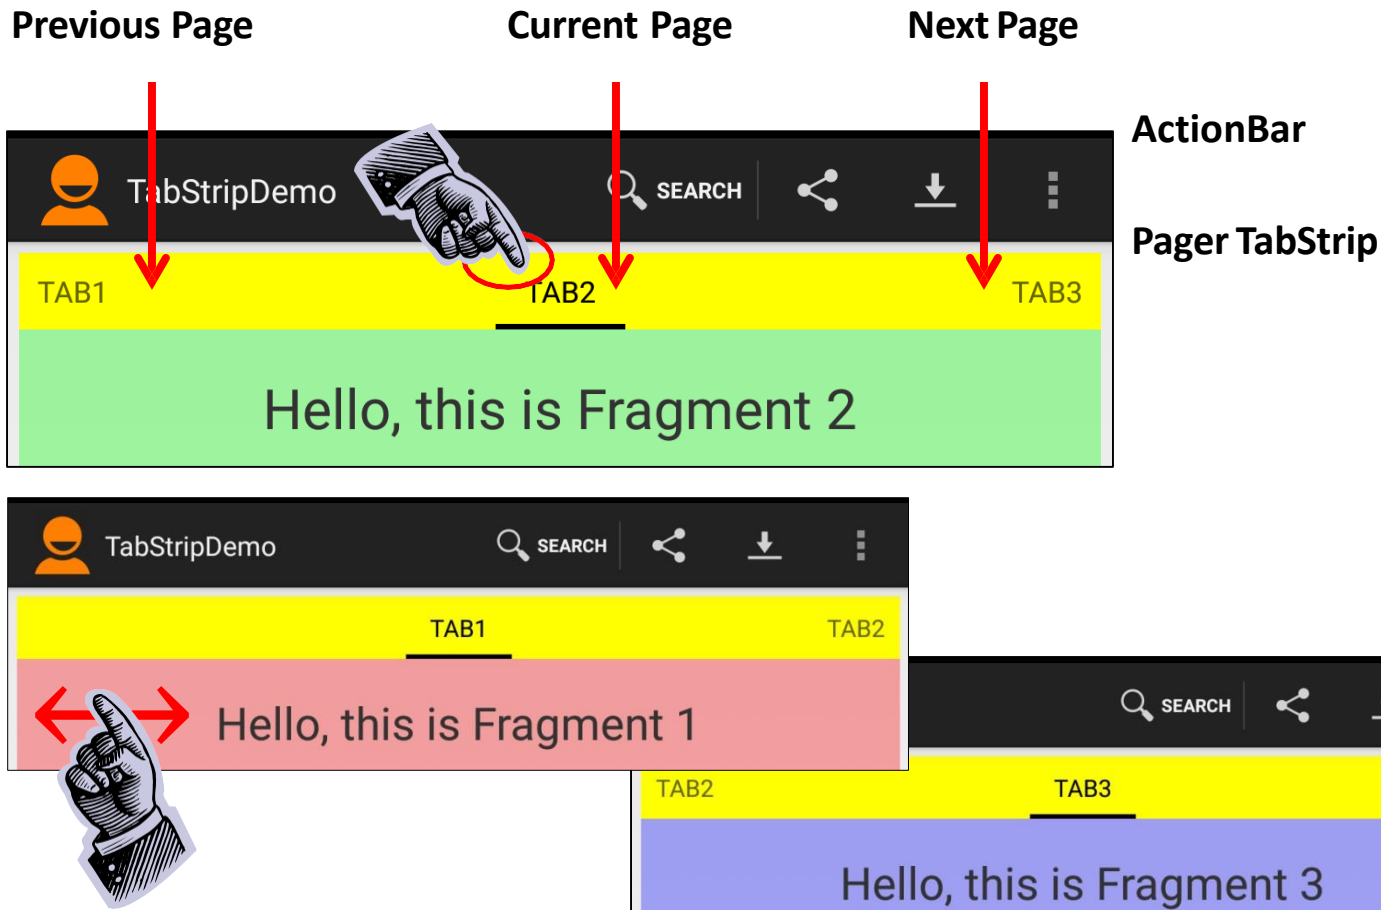 Previous Page Current Page Next Page
ActionBar
TabStripDemo SEARCH
Pager TabStrip
TAB1 TAB2 TAB3
Hello, this is Fragment 2
TabStripDemo SEARCH
TAB1 TAB2
Hello, this is Fragment 1
SEARCH
TAB2 TAB3
Hello, this is Fragment 3